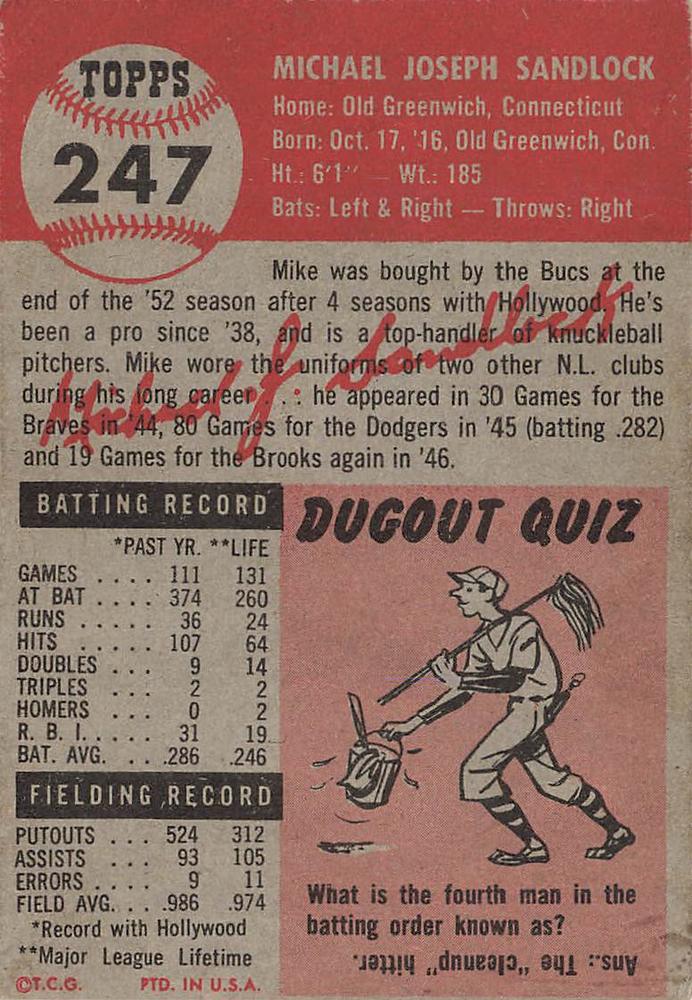 TOPPS
247
MICHAEL JOSEPH SANDLOCK
Home: Old Greenwich, Connecticut
Born: Oct. 17, '16, Old Greenwich, Con.
Ht.: 6'1" — Wt.: 185
Bats: Left & Right — Throws: Right
Mike was bought by the Bucs at the
end of the '52 season after 4 seasons with Hollywood. He's
been a pro since '38, and is a top-handler of knuckleball
pitchers. Mike wore the uniforms of two other N.L. clubs
during his long career . . . he appeared in 30 Games for the
Braves in '44, 80 Games for the Dodgers in '45 (batting .282)
and 19 Games for the Brooks again in '46.
Michael J Sandlock
BATTING RECORD
*PAST YR. **LIFE
GAMES . . . . 111 131
AT BAT . . . . 374 260
RUNS . . . . . 36 24
HITS . . . . . 107 64
DOUBLES . . . 9 14
TRIPLES . . . 2 2
HOMERS . . . 0 2
R. B. I. . . . . 31 19
BAT. AVG. . . .286 .246
FIELDING RECORD
PUTOUTS . . . 524 312
ASSISTS . . . 93 105
ERRORS . . . . 9 11
FIELD AVG. . . .986 .974
*Record with Hollywood
**Major League Lifetime
©T.C.G. PTD. IN U.S.A.
DUGOUT QUIZ
What is the fourth man in the
batting order known as?
Ans.: The "cleanup" hitter.